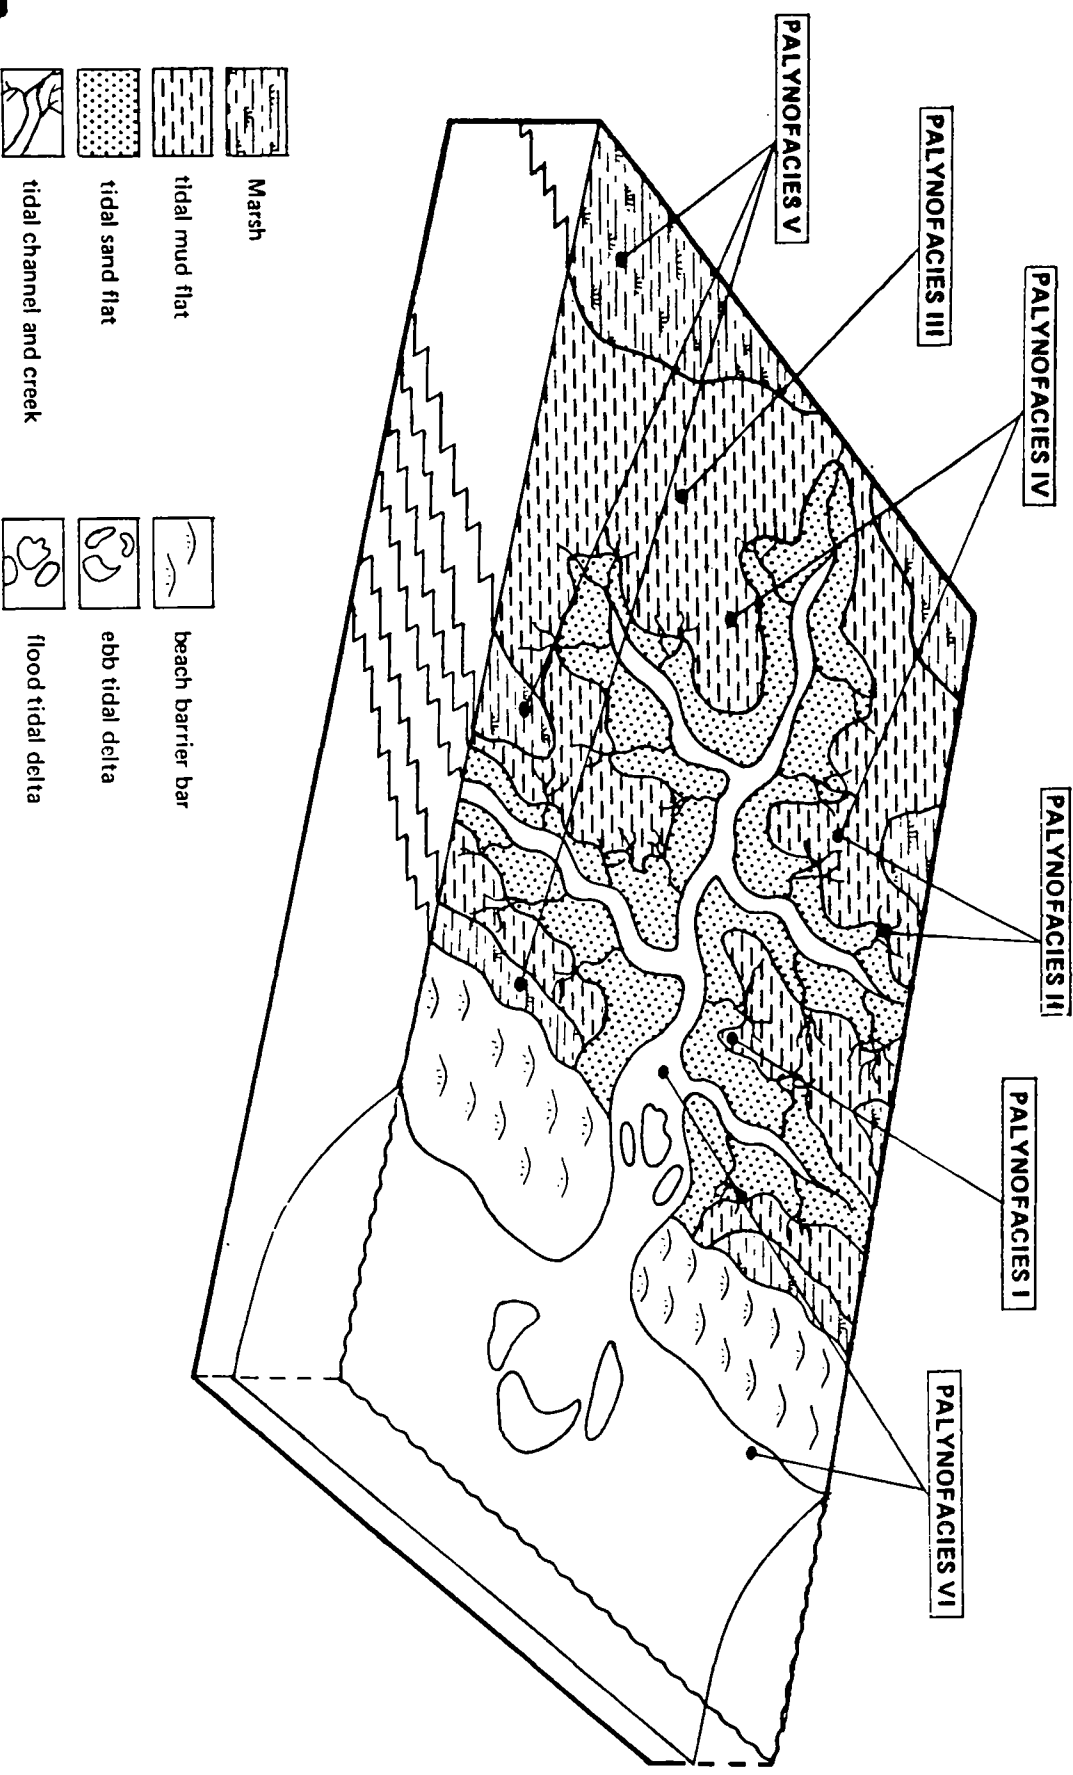 PALYNOFACIES V
PALYNOFACIES III
PALYNOFACIES IV
PALYNOFACIES II
PALYNOFACIES I
PALYNOFACIES VI
Marsh
tidal mud flat
tidal sand flat
tidal channel and creek
beach barrier bar
ebb tidal delta
flood tidal delta